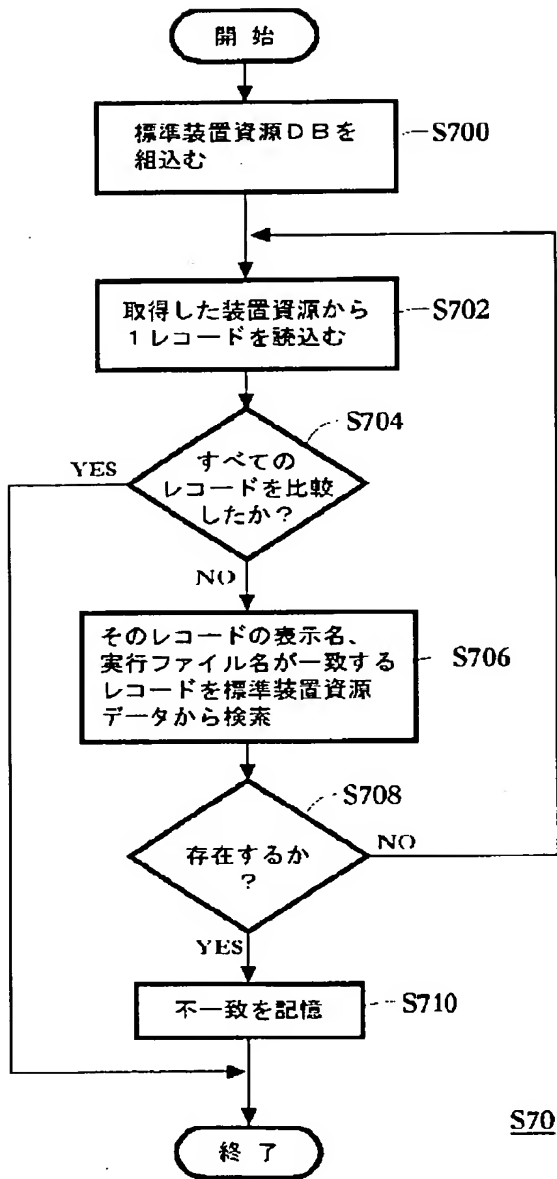 開始
標準装置資源DBを
組込む
S700
取得した装置資源から
1レコードを読込む
S702
S704
すべての
レコードを比較
したか？
YES
NO
そのレコードの表示名、
実行ファイル名が一致する
レコードを標準装置資源
データから検索
S706
S708
存在するか
？
NO
YES
不一致を記憶
S710
終了
S70